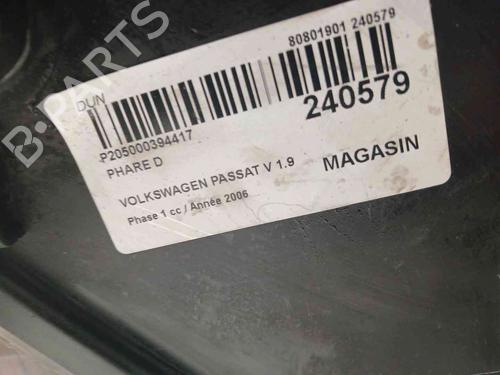 80801901 240579
DUN
240579
P205000394417
PHARE D
VOLKSWAGEN PASSAT V 1.9
MAGASIN
Phase 1 cc / Année 2006
B-PARTS